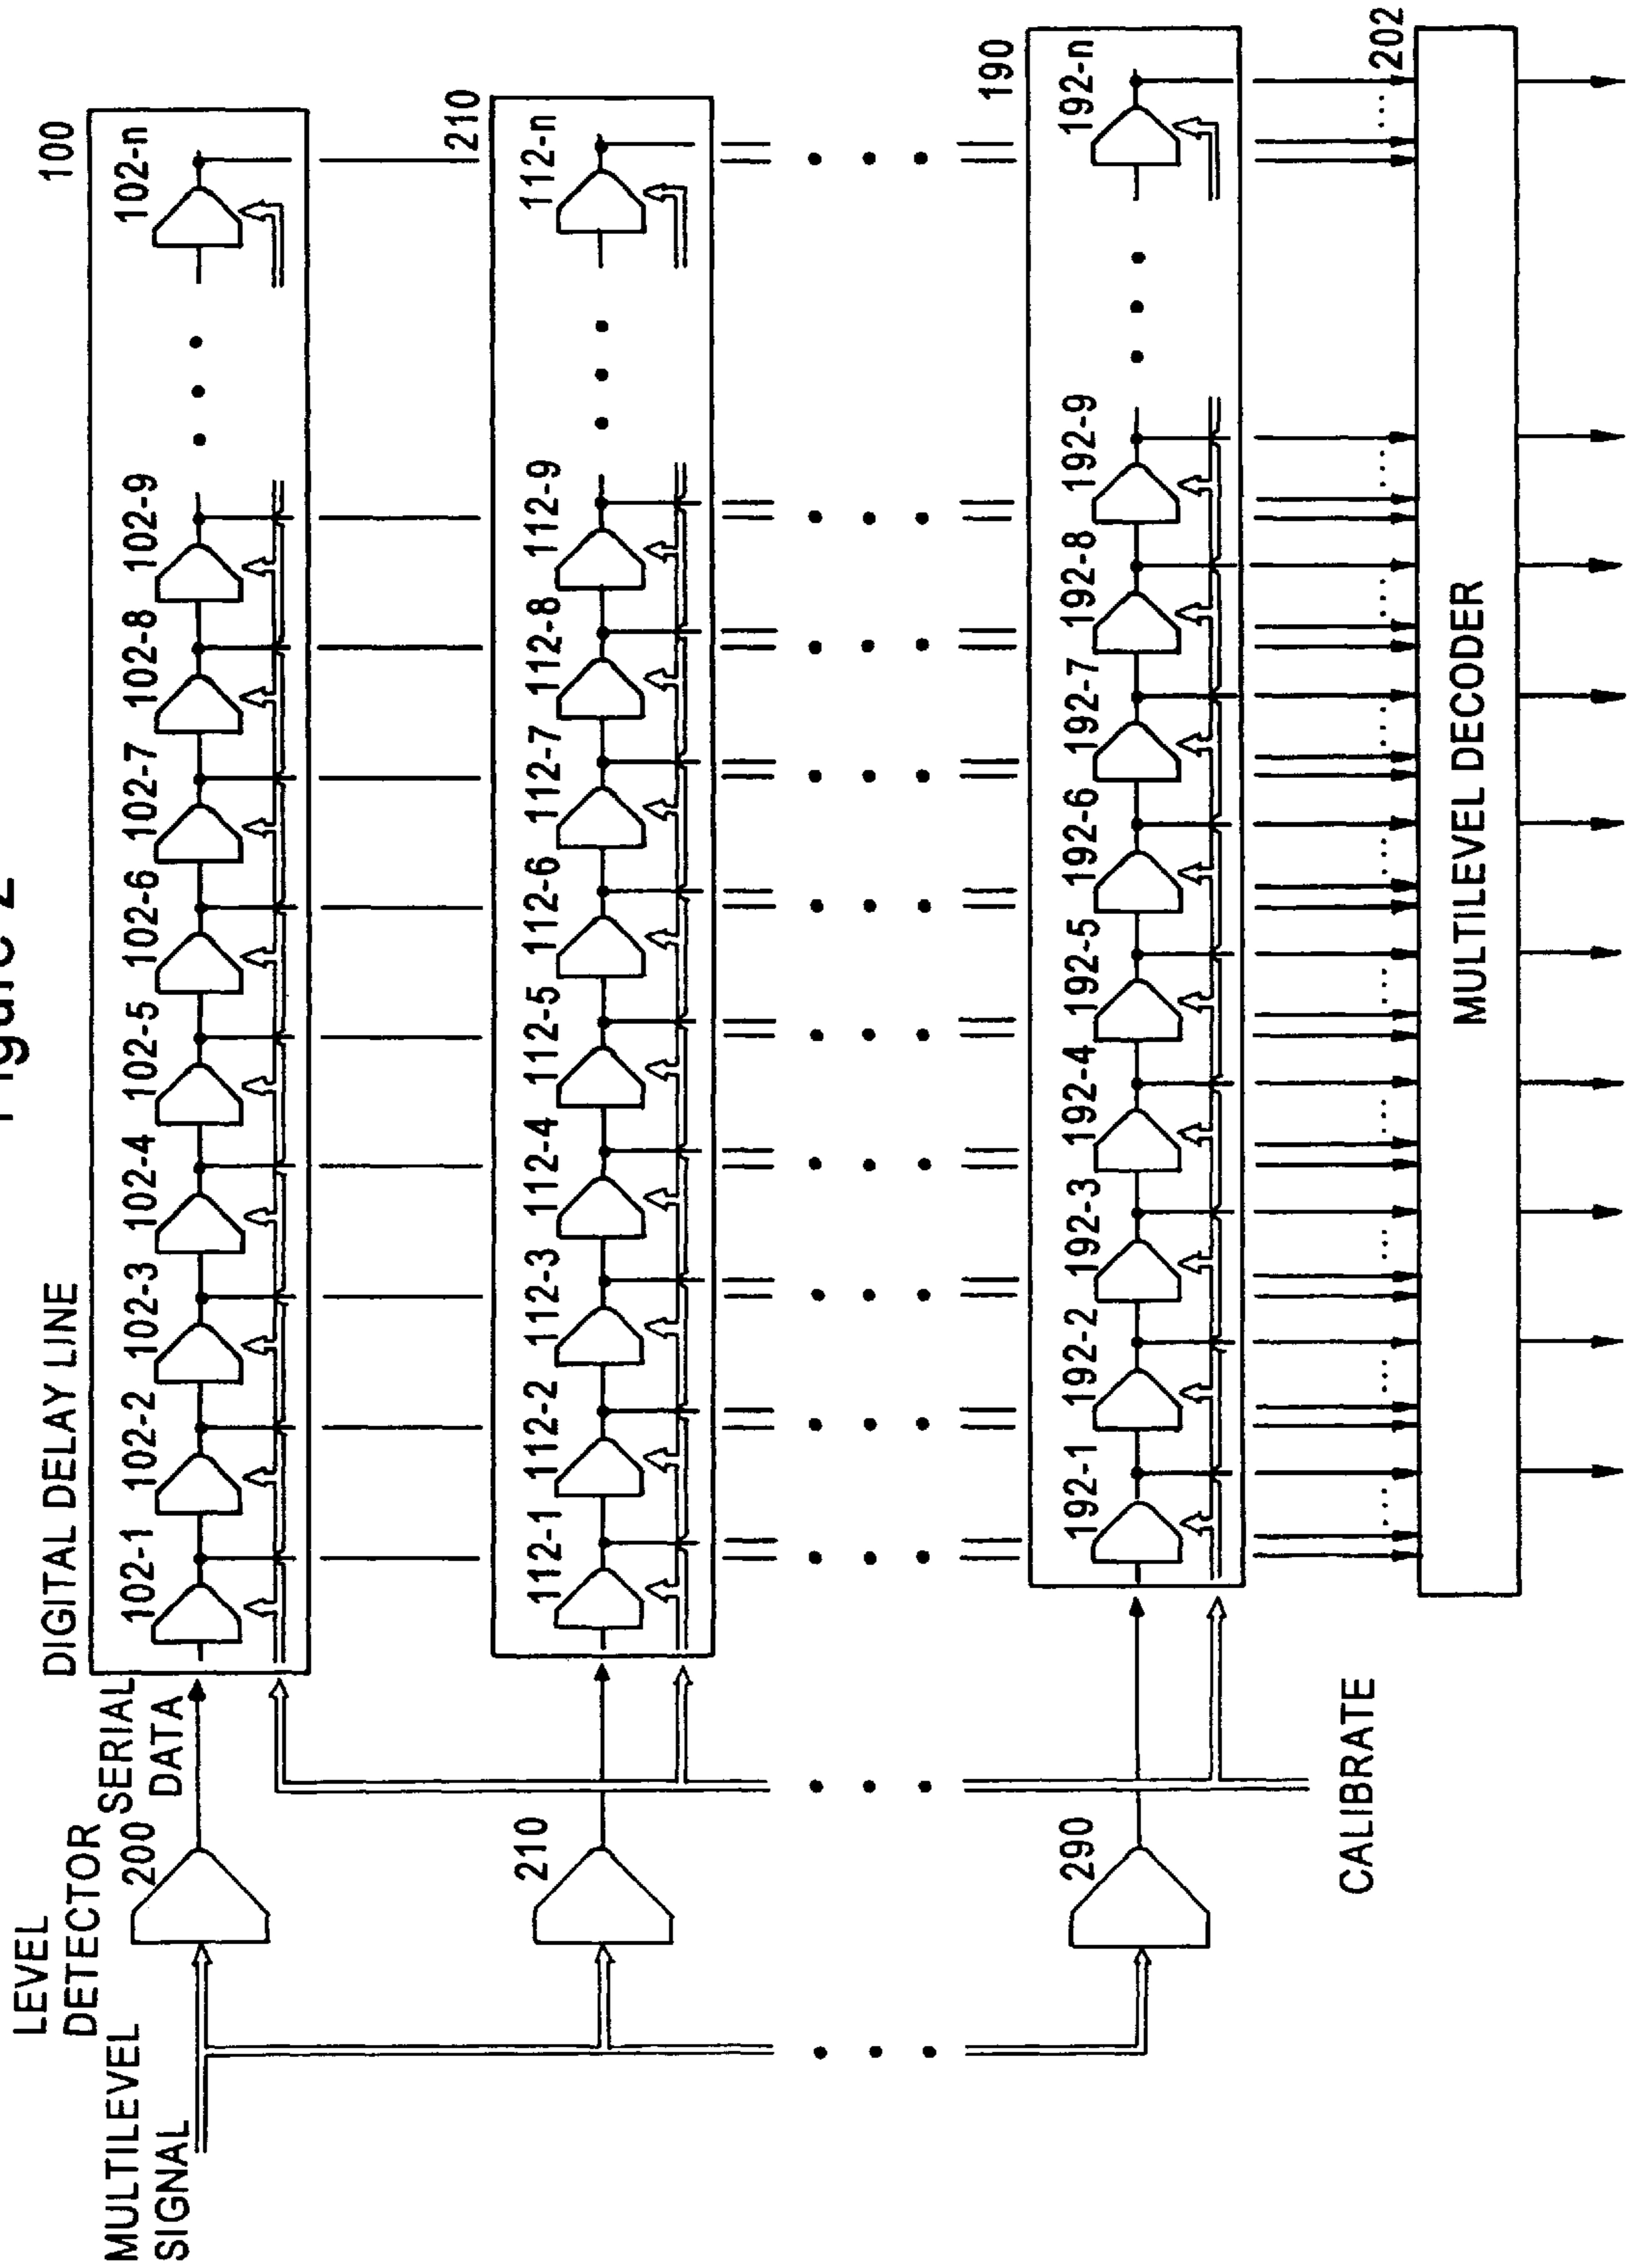 Figure 2
LEVEL
DETECTOR
MULTILEVEL
SIGNAL
200
SERIAL
DATA
DIGITAL DELAY LINE
100
102-1 102-2 102-3 102-4 102-5 102-6 102-7 102-8 102-9 102-n
210
210
112-1 112-2 112-3 112-4 112-5 112-6 112-7 112-8 112-9 112-n
290
190
192-1 192-2 192-3 192-4 192-5 192-6 192-7 192-8 192-9 192-n
CALIBRATE
202
MULTILEVEL DECODER